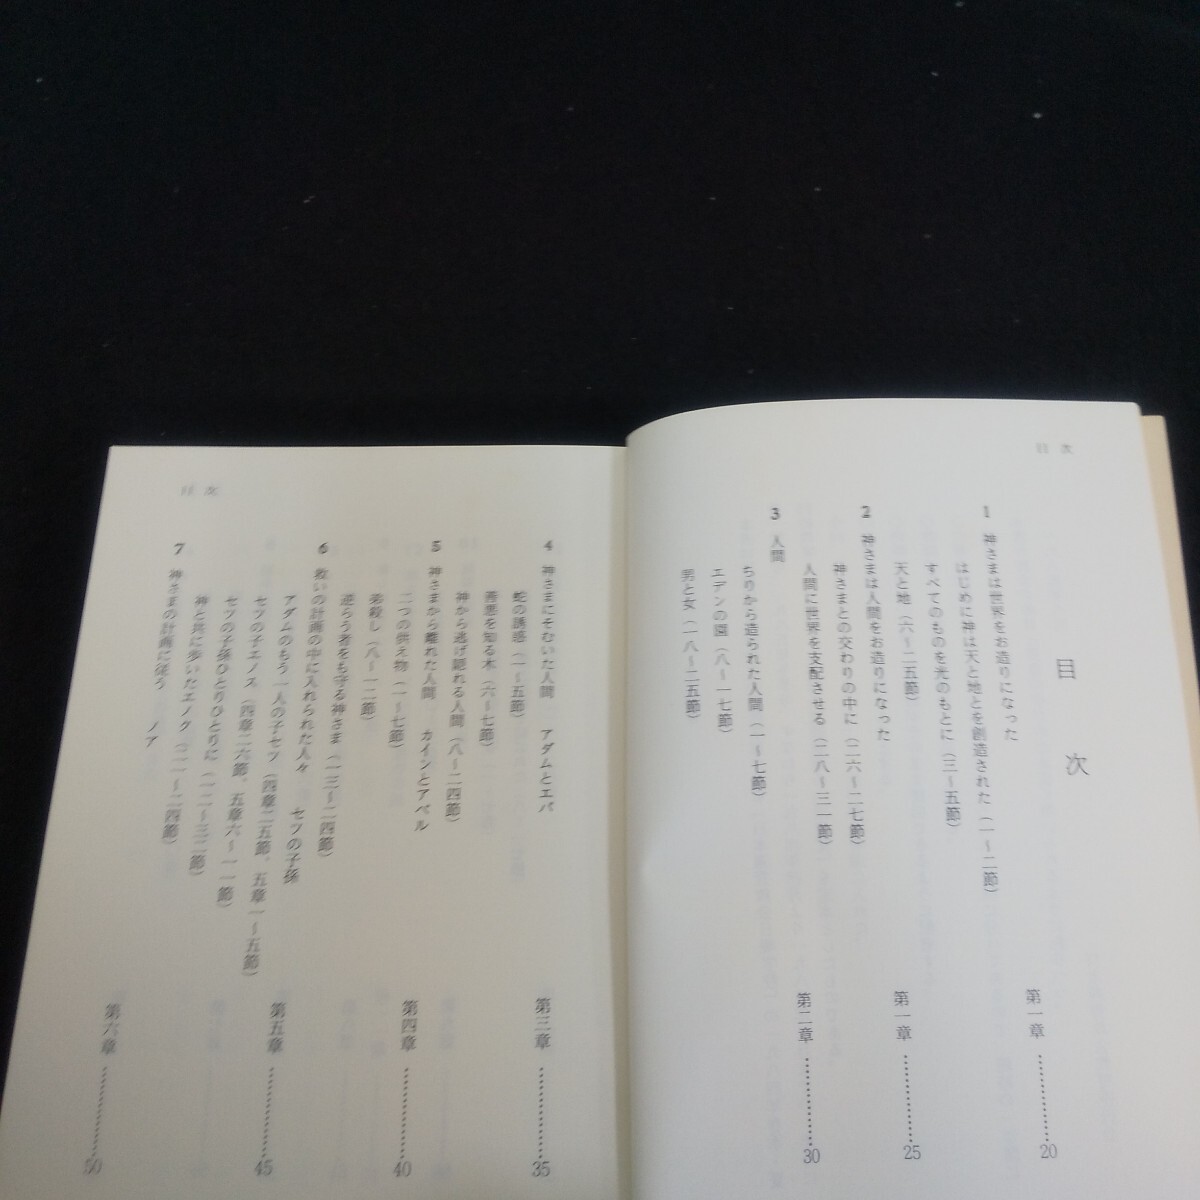 目次
目次
1 神さまは世界をお造りになった 第一章 20
はじめに神は天と地とを創造された(一〜二節)
すべてのものを光のもとに(三〜五節)
天と地(六〜二五節)
2 神さまは人間をお造りになった 第一章 25
神さまとの交わりの中に(二六〜二七節)
人間に世界を支配させる(二八〜三一節)
3 人間 第二章 30
ちりから造られた人間(一〜七節)
エデンの園(八〜一七節)
男と女(一八〜二五節)
目次
4 神さまにそむいた人間 アダムとエバ 第三章 35
蛇の誘惑(一〜五節)
善悪を知る木(六〜七節)
神から逃げ隠れる人間(八〜二四節)
5 神さまから離れた人間 カインとアベル 第四章 40
二つの供え物(一〜七節)
弟殺し(八〜一二節)
逆らう者をも守る神さま(一三〜二四節)
6 救いの計画の中に入れられた人々 セツの子孫 第五章 45
アダムのもう一人の子セツ(四章二五節、五章一〜五節)
セツの子エノス(四章二六節、五章六〜一一節)
セツの子孫ひとりひとりに
神と共に歩いたエノク
7 神さまの計画に従う ノア 第六章 50